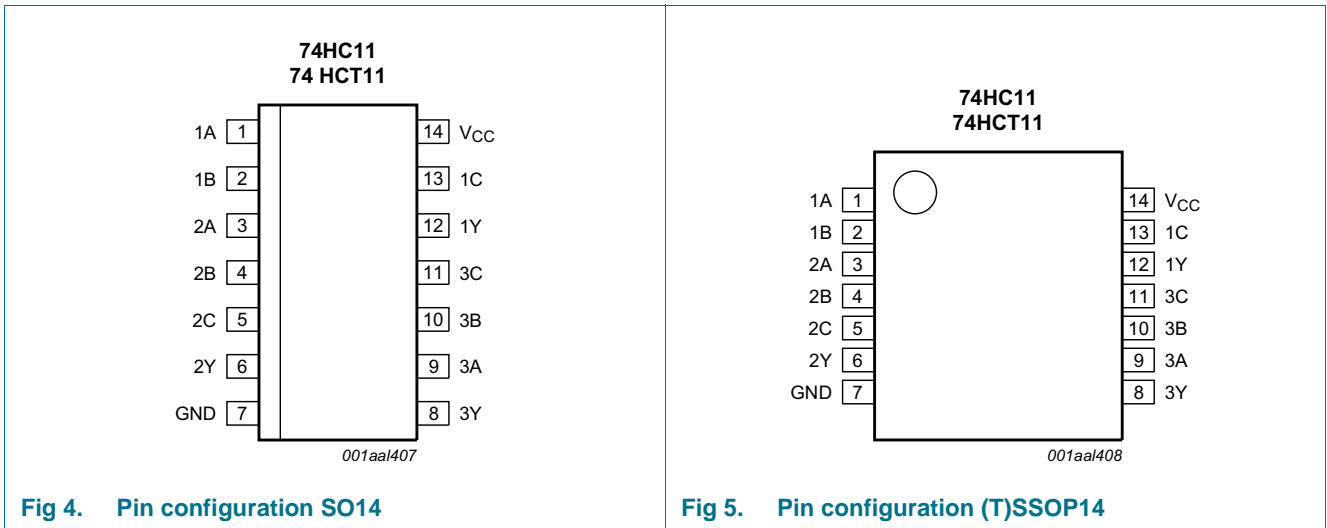 74HC11
74 HCT11
1A 1 14 VCC
1B 2 13 1C
2A 3 12 1Y
2B 4 11 3C
2C 5 10 3B
2Y 6 9 3A
GND 7 8 3Y
001aal407
Fig 4. Pin configuration SO14
74HC11
74HCT11
1A 1 14 VCC
1B 2 13 1C
2A 3 12 1Y
2B 4 11 3C
2C 5 10 3B
2Y 6 9 3A
GND 7 8 3Y
001aal408
Fig 5. Pin configuration (T)SSOP14